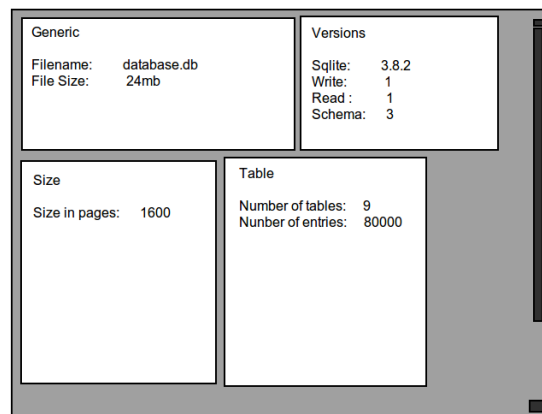 Generic
Filename: database.db
File Size: 24mb
Versions
Sqlite: 3.8.2
Write: 1
Read : 1
Schema: 3
Size
Size in pages: 1600
Table
Number of tables: 9
Nunber of entries: 80000